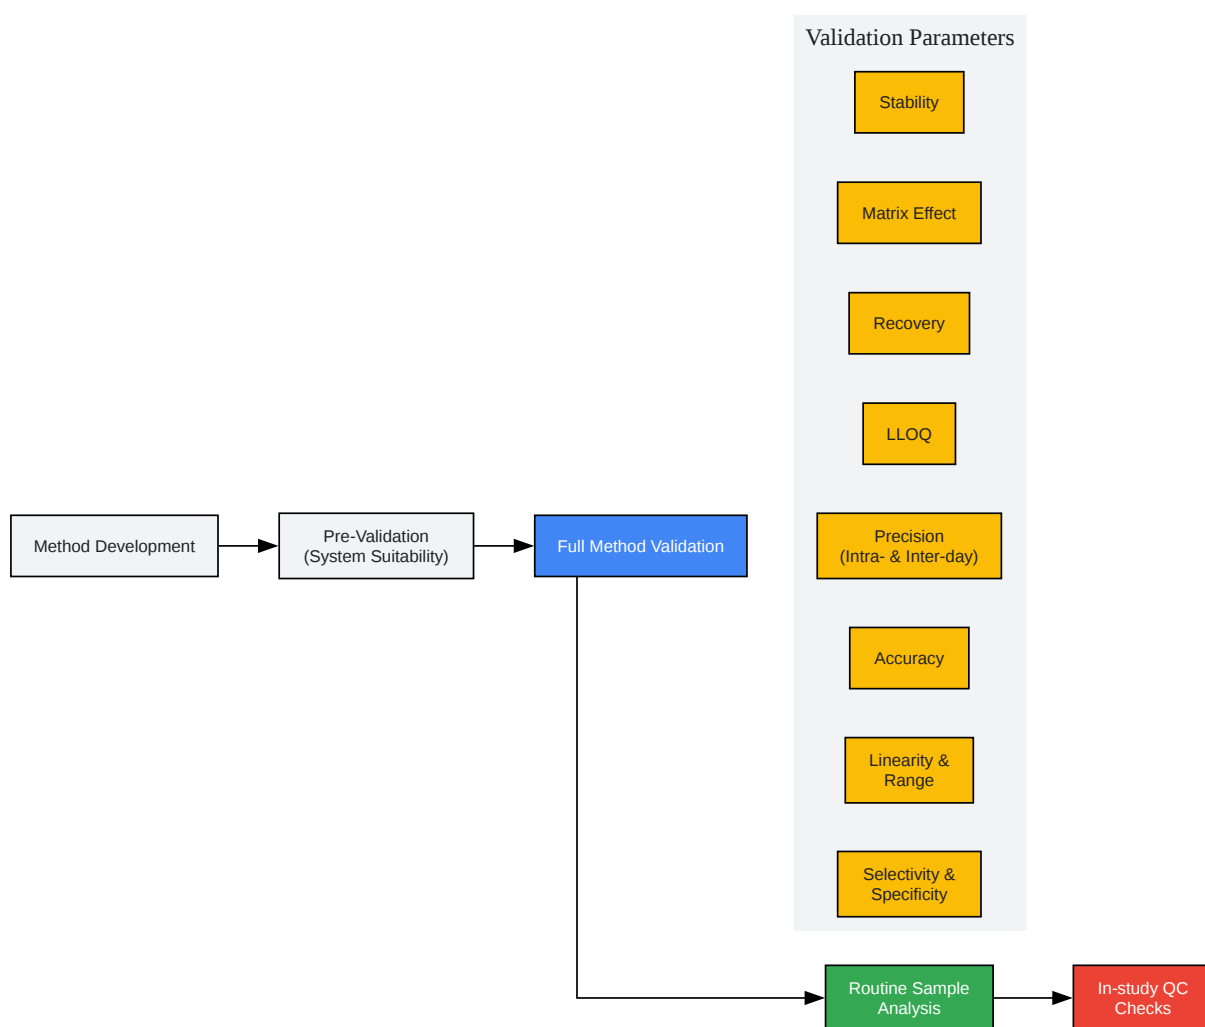 Validation Parameters
Stability
Matrix Effect
Recovery
LLOQ
Method Development
Pre-Validation
(System Suitability)
Full Method Validation
Precision
(Intra- & Inter-day)
Accuracy
Linearity &
Range
Selectivity &
Specificity
Routine Sample
Analysis
In-study QC
Checks